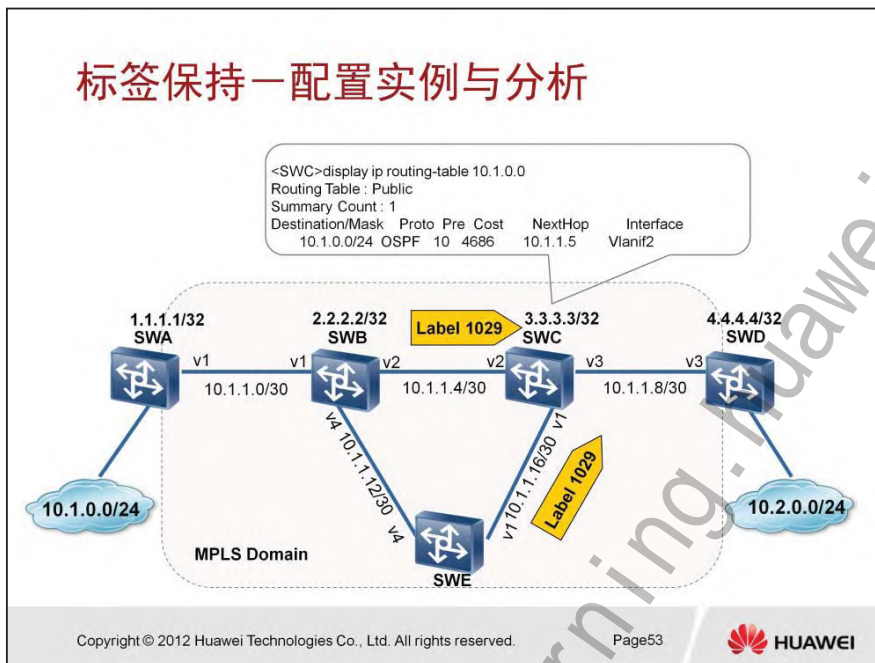 标签保持－配置实例与分析
<SWC>display ip routing-table 10.1.0.0
Routing Table : Public
Summary Count : 1
Destination/Mask Proto Pre Cost NextHop Interface
10.1.0.0/24 OSPF 10 4686 10.1.1.5 Vlanif2
1.1.1.1/32
SWA
2.2.2.2/32
SWB
Label 1029
3.3.3.3/32
SWC
4.4.4.4/32
SWD
v1
v1
v2
v2
v3
v3
10.1.1.0/30
10.1.1.4/30
10.1.1.8/30
v4 10.1.1.12/30 v4
v1 10.1.1.16/30 v1
Label 1029
10.1.0.0/24
10.2.0.0/24
MPLS Domain
SWE
Copyright © 2012 Huawei Technologies Co., Ltd. All rights reserved.
Page53
HUAWEI
rning.huawei.